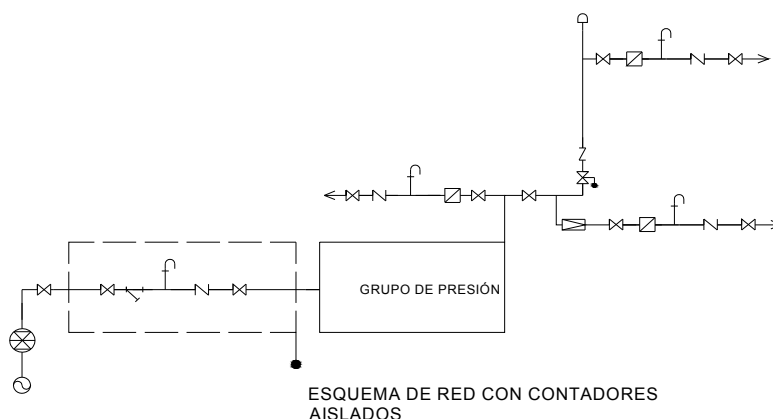 GRUPO DE PRESIÓN
ESQUEMA DE RED CON CONTADORES
AISLADOS